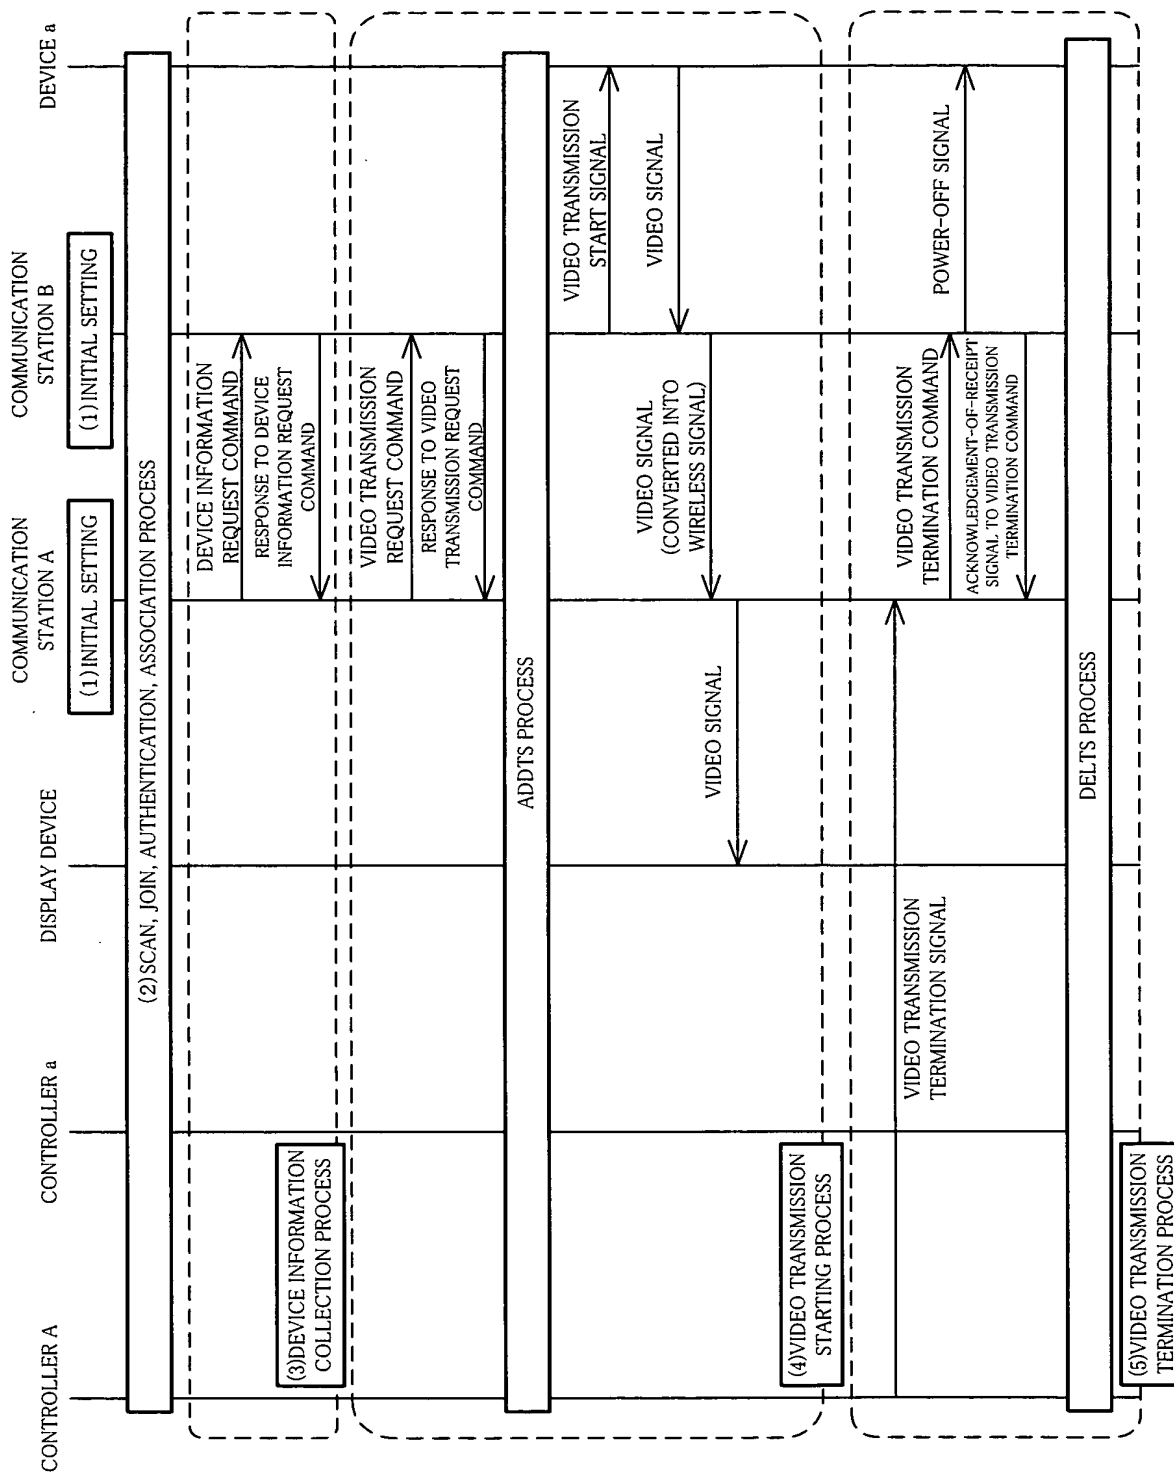 CONTROLLER A
CONTROLLER a
DISPLAY DEVICE
COMMUNICATION
STATION A
COMMUNICATION
STATION B
DEVICE a
(1)INITIAL SETTING
(1)INITIAL SETTING
(2)SCAN, JOIN, AUTHENTICATION, ASSOCIATION PROCESS
DEVICE INFORMATION
REQUEST COMMAND
RESPONSE TO DEVICE
INFORMATION REQUEST
COMMAND
(3)DEVICE INFORMATION
COLLECTION PROCESS
VIDEO TRANSMISSION
REQUEST COMMAND
RESPONSE TO VIDEO
TRANSMISSION REQUEST
COMMAND
ADDTS PROCESS
VIDEO TRANSMISSION
START SIGNAL
VIDEO SIGNAL
VIDEO SIGNAL
(CONVERTED INTO
WIRELESS SIGNAL)
VIDEO SIGNAL
(4)VIDEO TRANSMISSION
STARTING PROCESS
VIDEO TRANSMISSION
TERMINATION SIGNAL
VIDEO TRANSMISSION
TERMINATION COMMAND
POWER-OFF SIGNAL
ACKNOWLEDGEMENT-OF-RECEIPT
SIGNAL TO VIDEO TRANSMISSION
TERMINATION COMMAND
DELTS PROCESS
(5)VIDEO TRANSMISSION
TERMINATION PROCESS